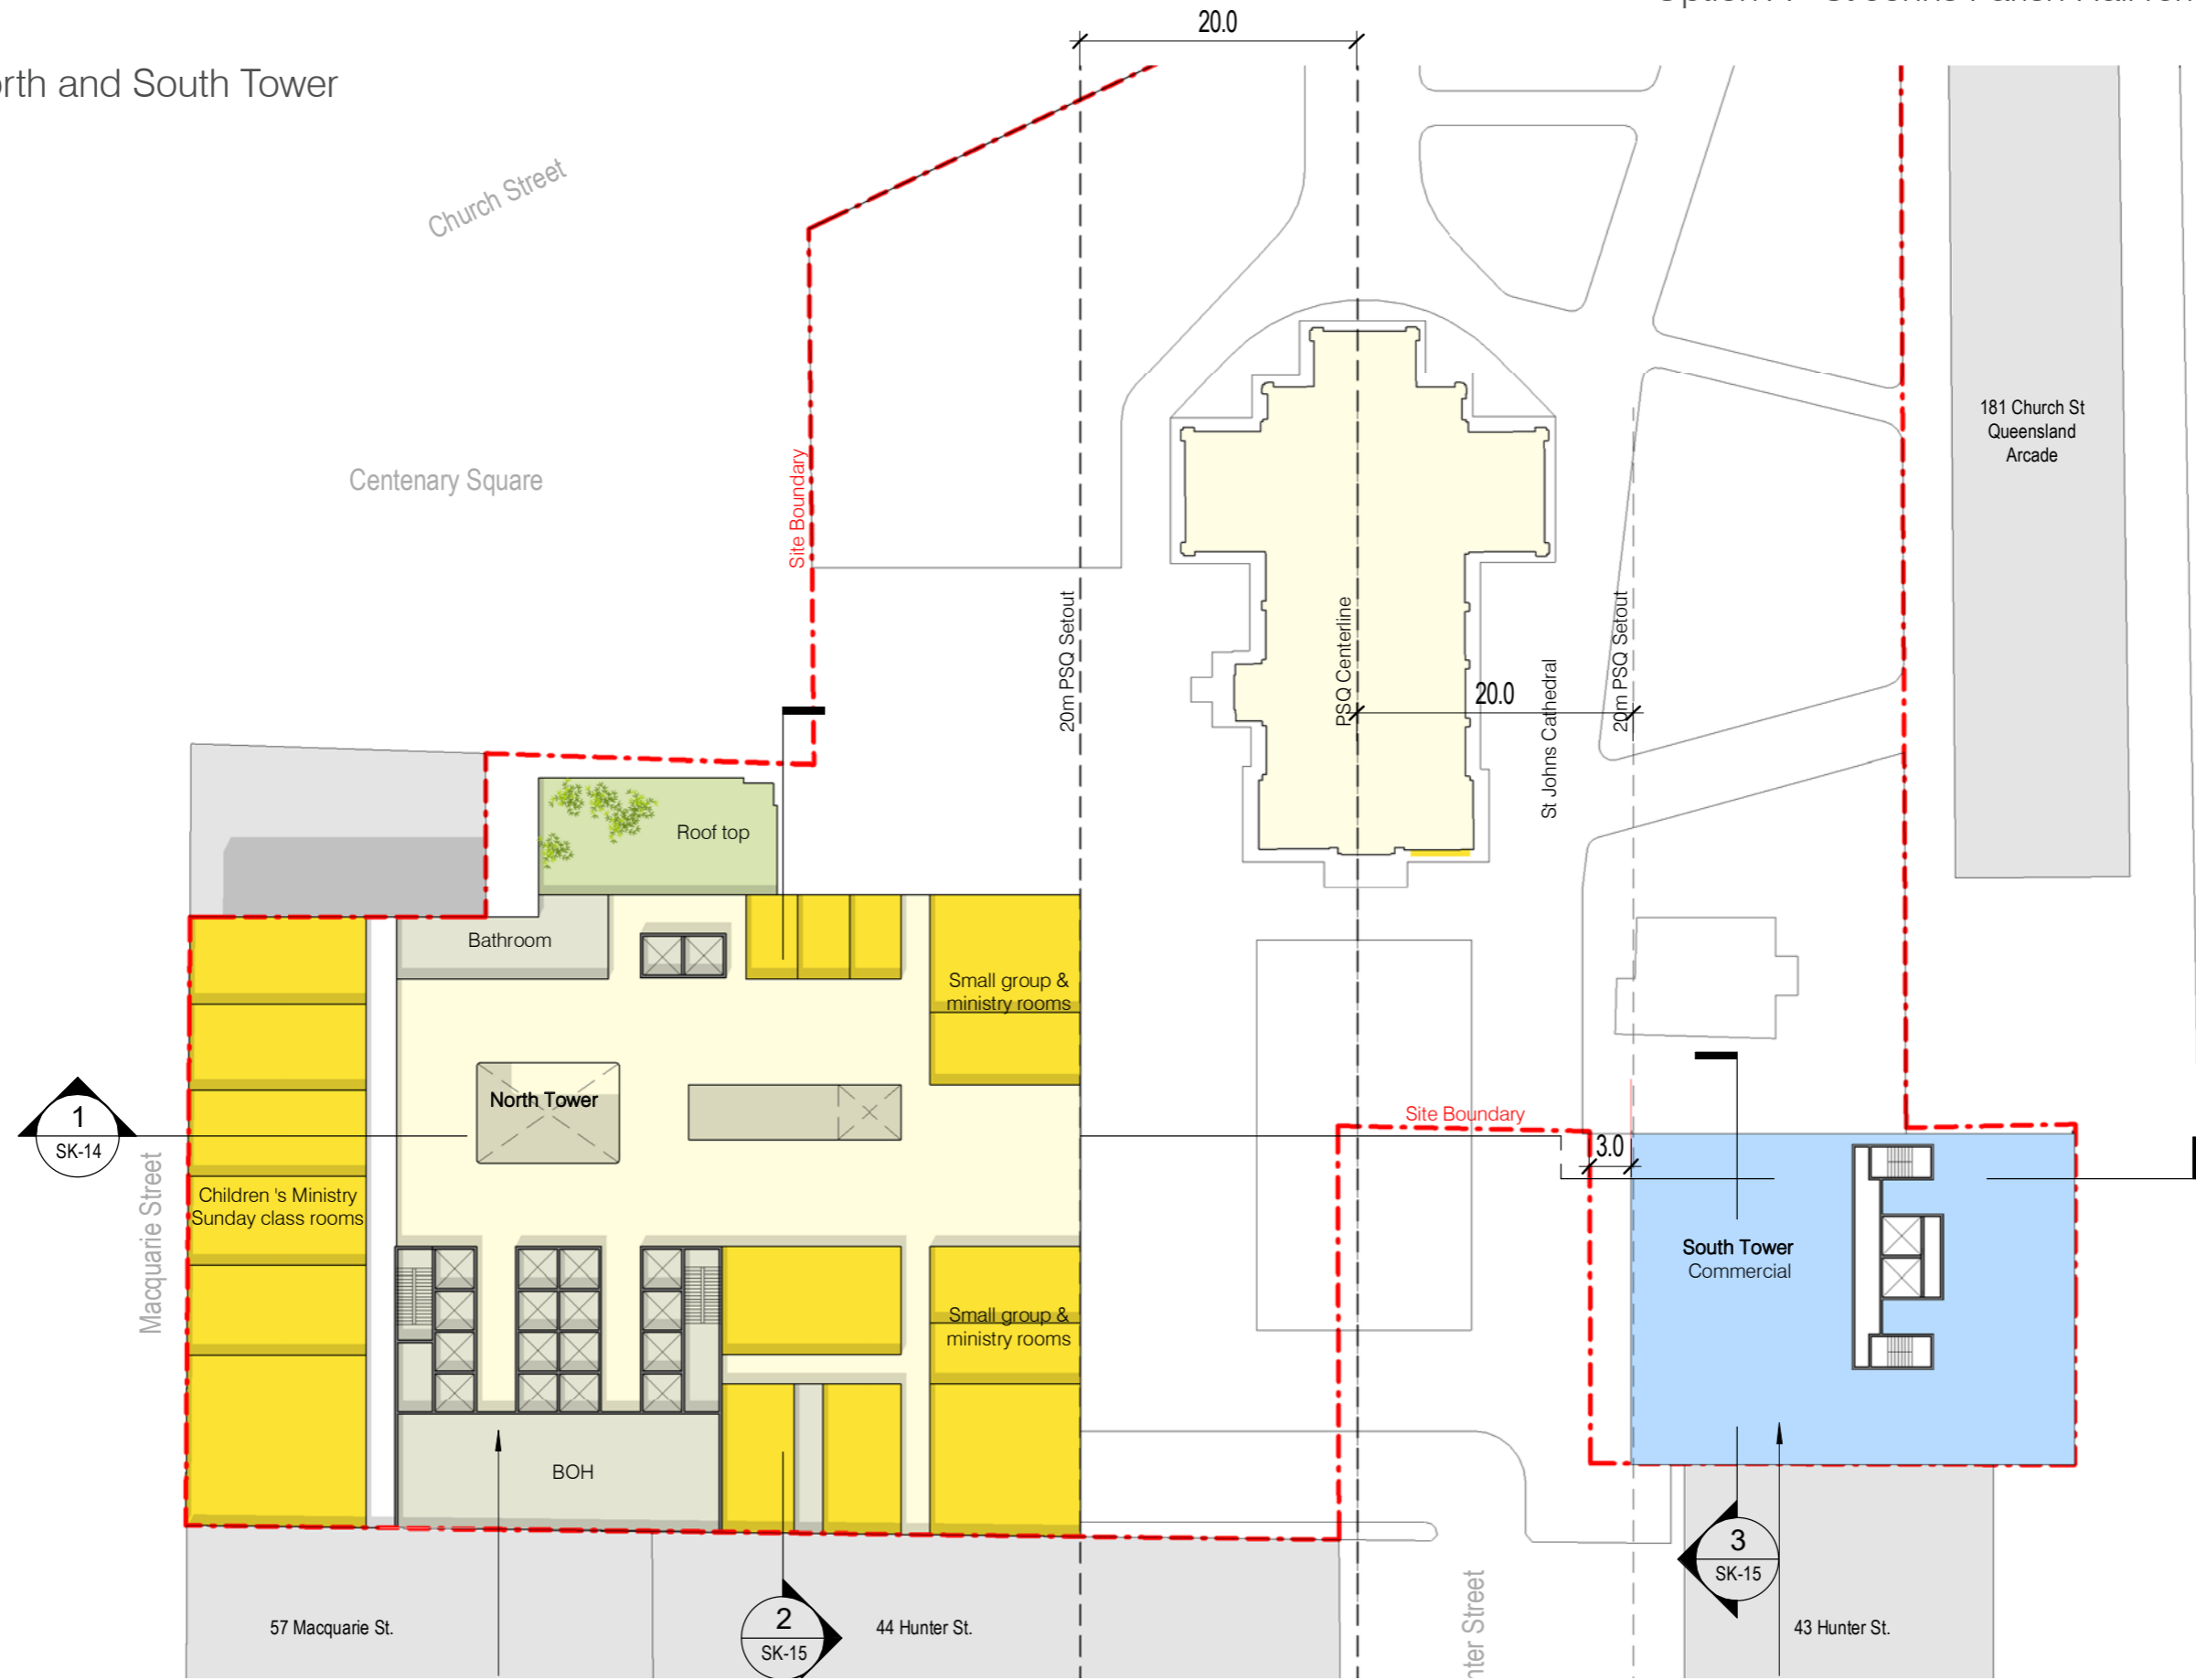 20.0
North and South Tower
Church Street
Centenary Square
Site Boundary
181 Church St
Queensland
Arcade
20m PSQ Setout
PSQ Centerline
20.0
St Johns Cathedral
20m PSQ Setout
Roof top
Bathroom
Small group &
ministry rooms
North Tower
1
SK-14
Macquarie Street
Children 's Ministry
Sunday class rooms
Site Boundary
3.0
South Tower
Commercial
Small group &
ministry rooms
BOH
57 Macquarie St.
2
SK-15
44 Hunter St.
nter Street
3
SK-15
43 Hunter St.